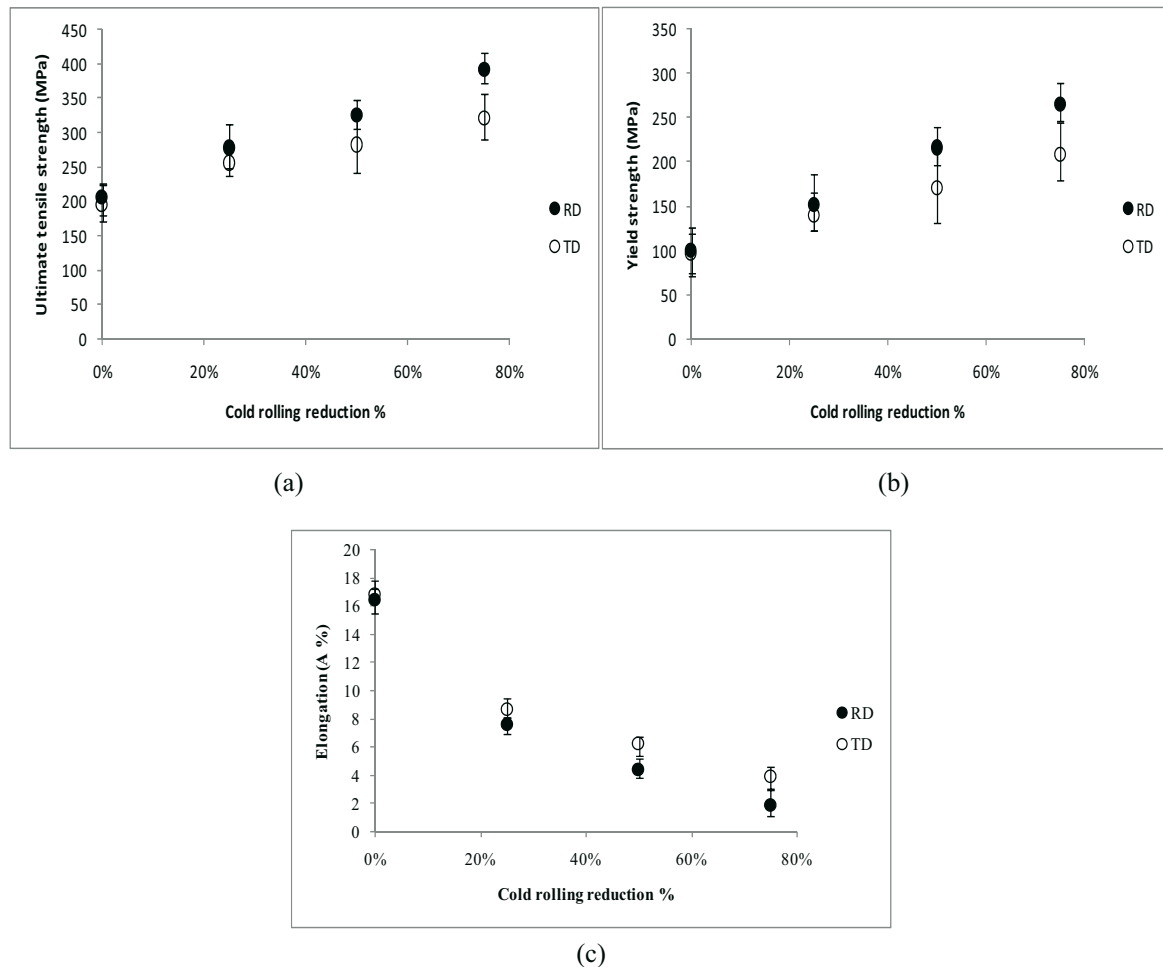 450
400
350
300
250
200
150
100
50
0
Ultimate tensile strength (MPa)
RD
TD
0% 20% 40% 60% 80%
Cold rolling reduction %
(a)
350
300
250
200
150
100
50
0
Yield strength (MPa)
RD
TD
0% 20% 40% 60% 80%
Cold rolling reduction %
(b)
20
18
16
14
12
10
8
6
4
2
0
Elongation (A %)
RD
TD
0% 20% 40% 60% 80%
Cold rolling reduction %
(c)